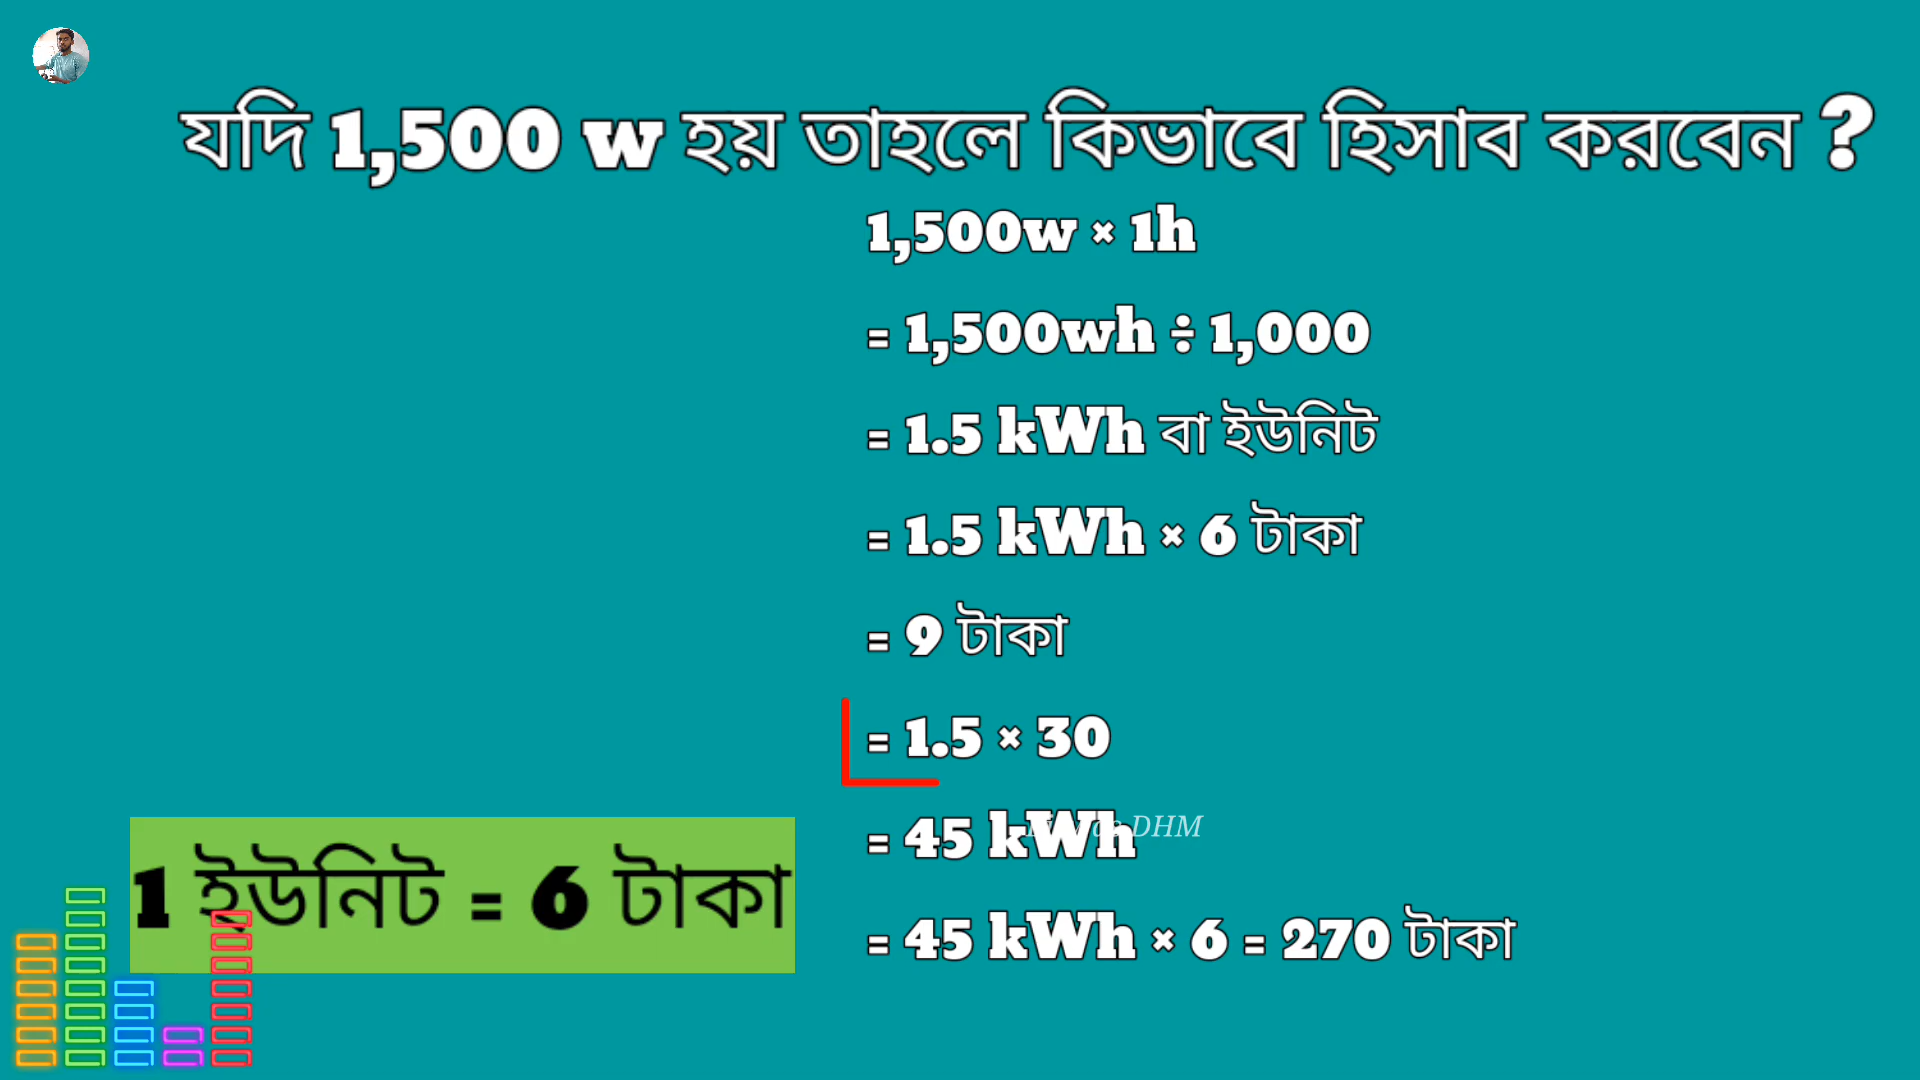 যদি 1,500 w হয় তাহলে কিভাবে হিসাব করবেন ?
1,500w × 1h
= 1,500wh ÷ 1,000
= 1.5 kWh বা ইউনিট
= 1.5 kWh × 6 টাকা
= 9 টাকা
= 1.5 × 30
= 45 kWh
DHM
1 ইউনিট = 6 টাকা
= 45 kWh × 6 = 270 টাকা